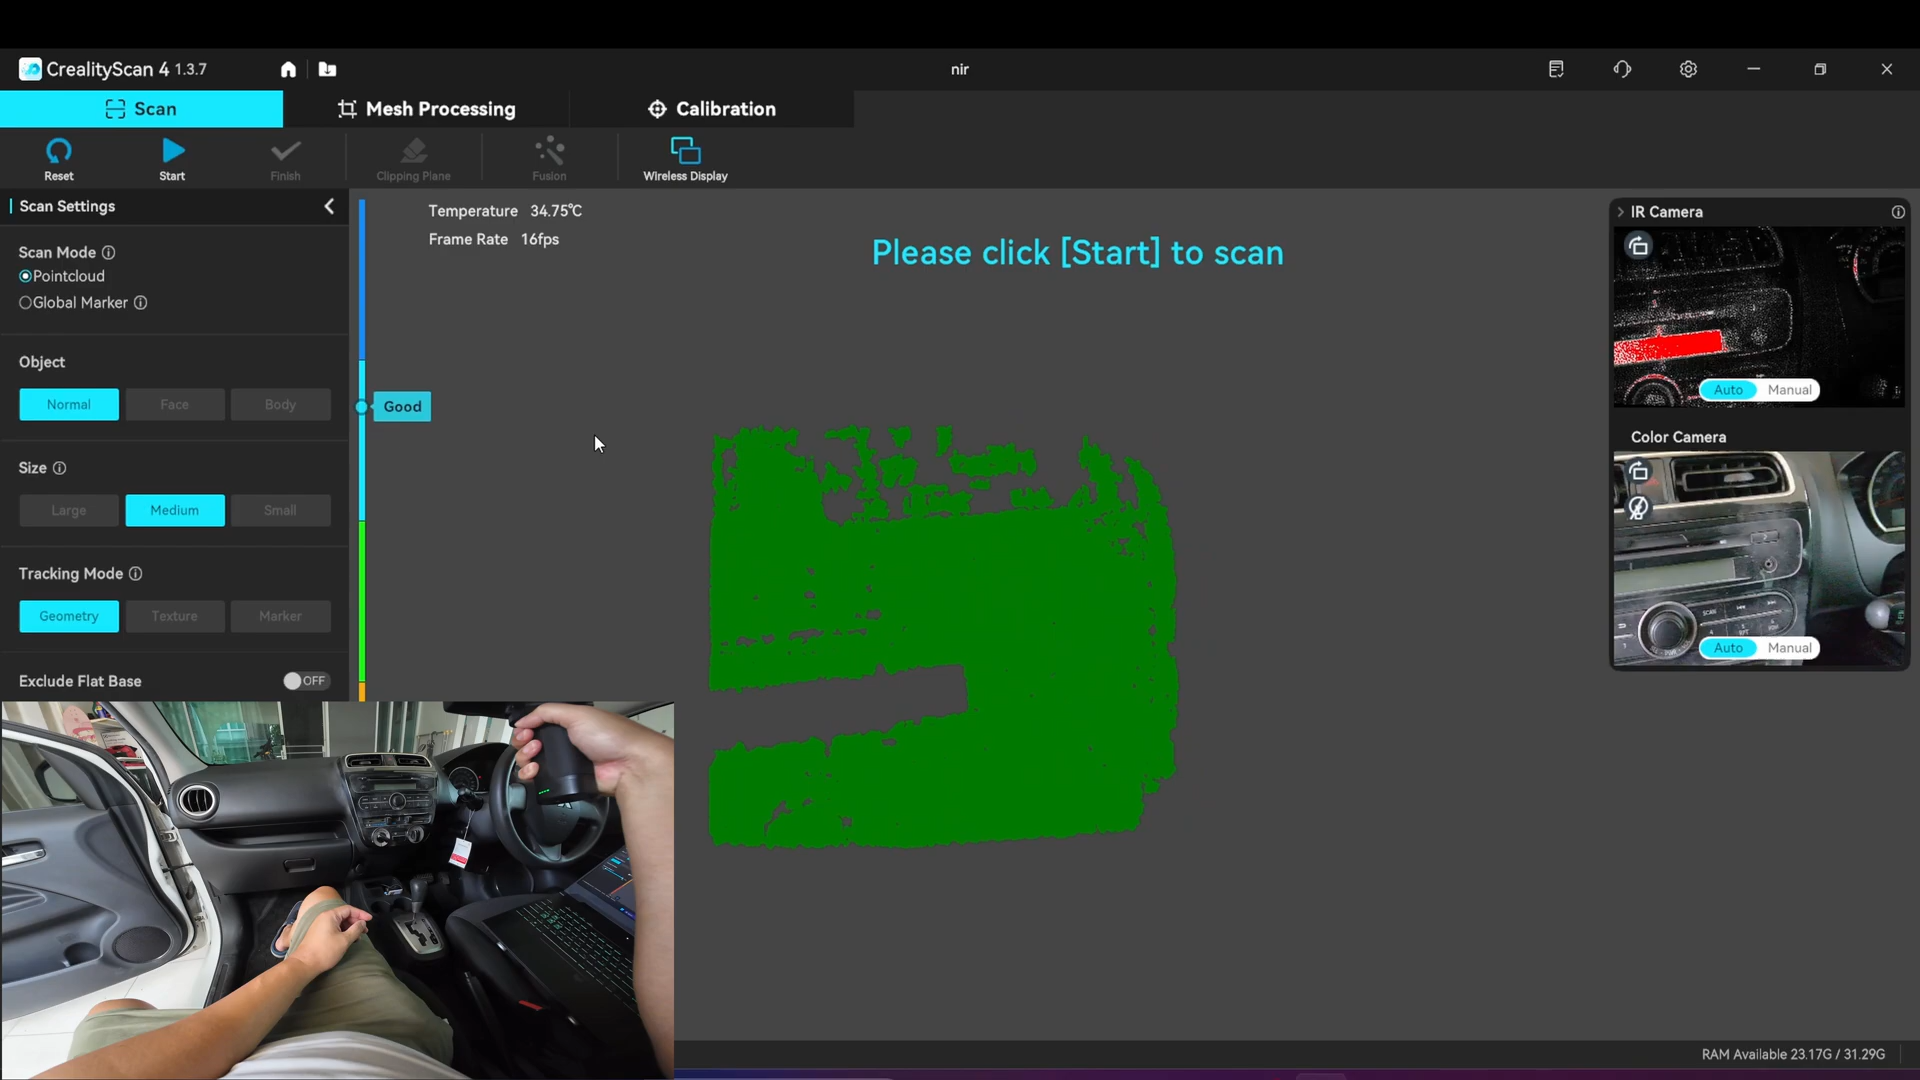 CrealityScan 4 1.3.7
nir
Scan
Mesh Processing
Calibration
Reset
Start
Finish
Clipping Plane
Fusion
Wireless Display
Scan Settings
Temperature 34.75℃
Frame Rate 16fps
Please click [Start] to scan
IR Camera
Scan Mode
Pointcloud
Global Marker
Object
Normal
Face
Body
Auto
Manual
Good
Color Camera
Size
Large
Medium
Small
Tracking Mode
Geometry
Texture
Marker
SCAN
RPT
Auto
Manual
Exclude Flat Base
OFF
RAM Available 23.17G / 31.29G